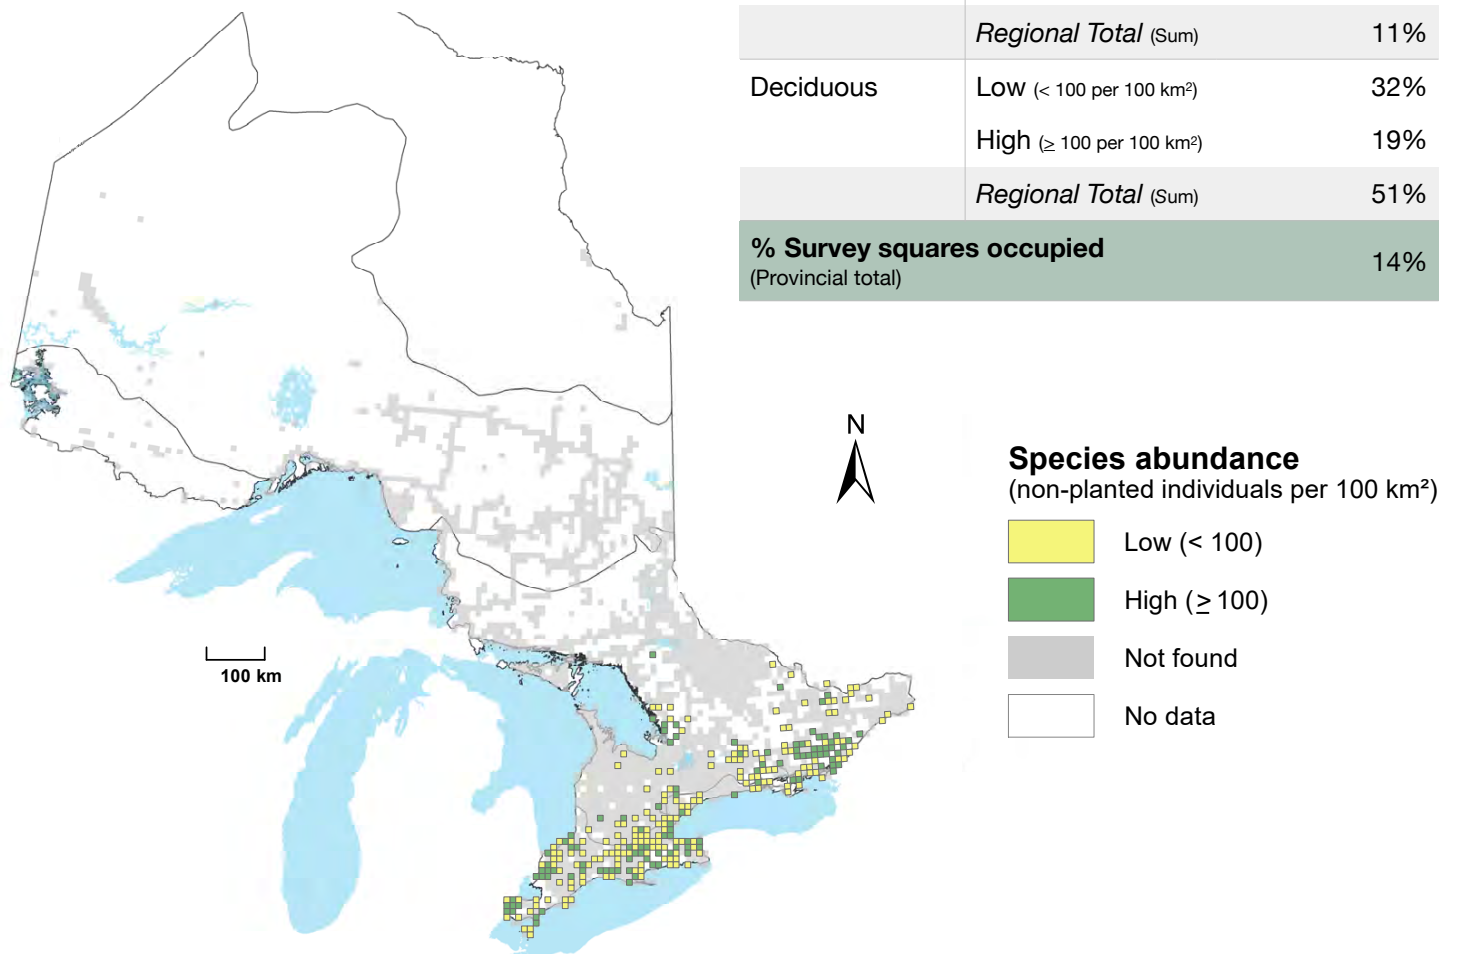 Regional Total (Sum) 11%
Deciduous Low (< 100 per 100 km²) 32%
High (≥ 100 per 100 km²) 19%
Regional Total (Sum) 51%
% Survey squares occupied
(Provincial total) 14%
N
Species abundance
(non-planted individuals per 100 km²)
Low (< 100)
High (≥ 100)
Not found
No data
100 km